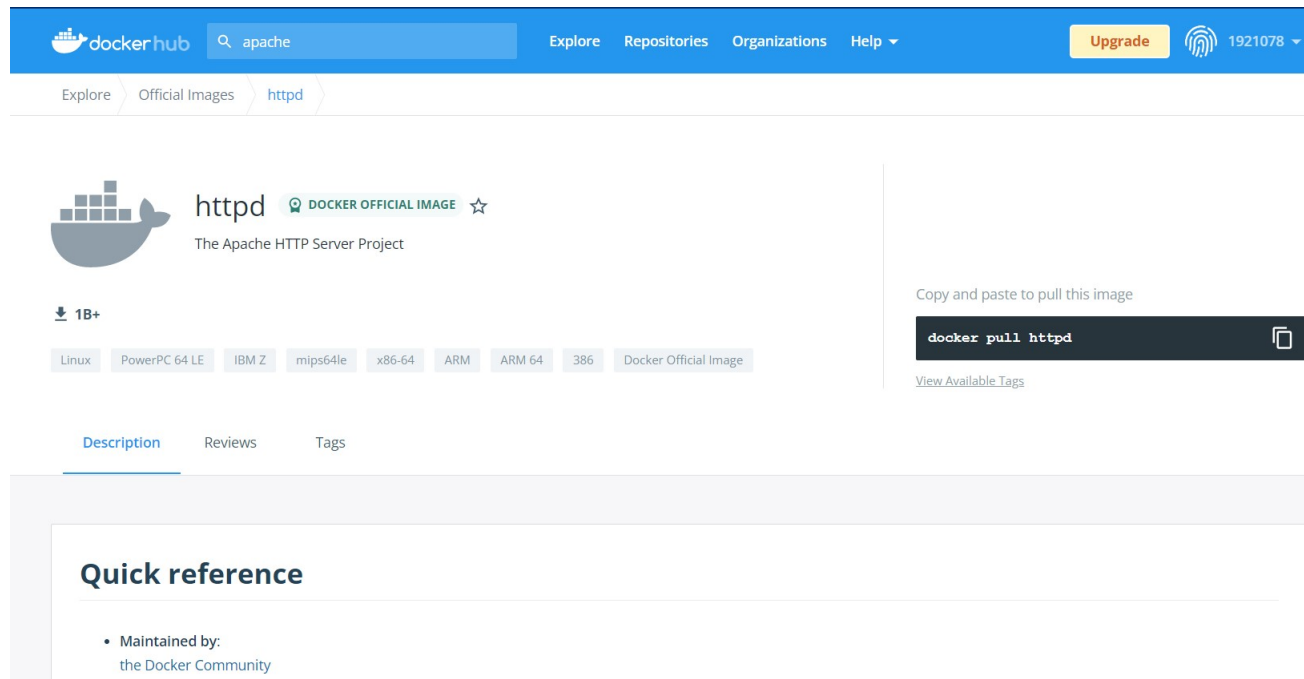 dockerhub apache Explore Repositories Organizations Help Upgrade 1921078
Explore Official Images httpd
httpd DOCKER OFFICIAL IMAGE
The Apache HTTP Server Project
1B+
Linux PowerPC 64 LE IBM Z mips64le x86-64 ARM ARM 64 386 Docker Official Image
Copy and paste to pull this image
docker pull httpd
View Available Tags
Description Reviews Tags
Quick reference
• Maintained by:
the Docker Community